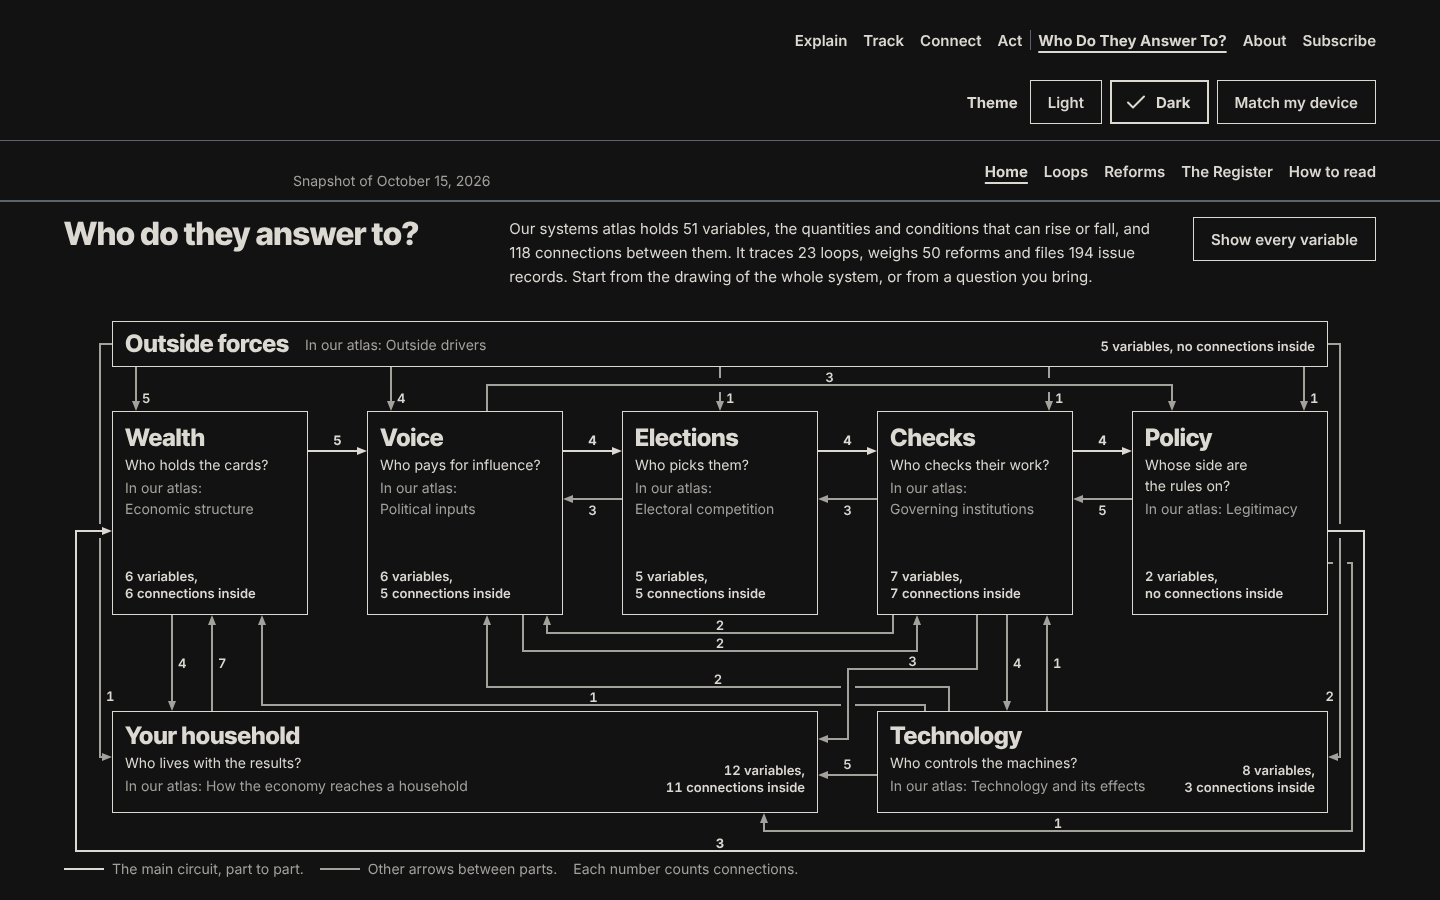 Explain Track Connect Act Who Do They Answer To? About Subscribe
Theme Light Dark Match my device
Snapshot of October 15, 2026
Home Loops Reforms The Register How to read
Who do they answer to?
Our systems atlas holds 51 variables, the quantities and conditions that can rise or fall, and
118 connections between them. It traces 23 loops, weighs 50 reforms and files 194 issue
records. Start from the drawing of the whole system, or from a question you bring.
Show every variable
Outside forces In our atlas: Outside drivers 5 variables, no connections inside
3
5 4 1 1 1
Wealth
Who holds the cards?
In our atlas:
Economic structure
6 variables,
6 connections inside
5
Voice
Who pays for influence?
In our atlas:
Political inputs
6 variables,
5 connections inside
4
3
Elections
Who picks them?
In our atlas:
Electoral competition
5 variables,
5 connections inside
4
3
Checks
Who checks their work?
In our atlas:
Governing institutions
7 variables,
7 connections inside
4
5
Policy
Whose side are
the rules on?
In our atlas: Legitimacy
2 variables,
no connections inside
2
2
3
4 7 4 1
2
1
1 2
Your household
Who lives with the results?
In our atlas: How the economy reaches a household
12 variables,
11 connections inside
5
Technology
Who controls the machines?
In our atlas: Technology and its effects
8 variables,
3 connections inside
1
3
The main circuit, part to part. Other arrows between parts. Each number counts connections.